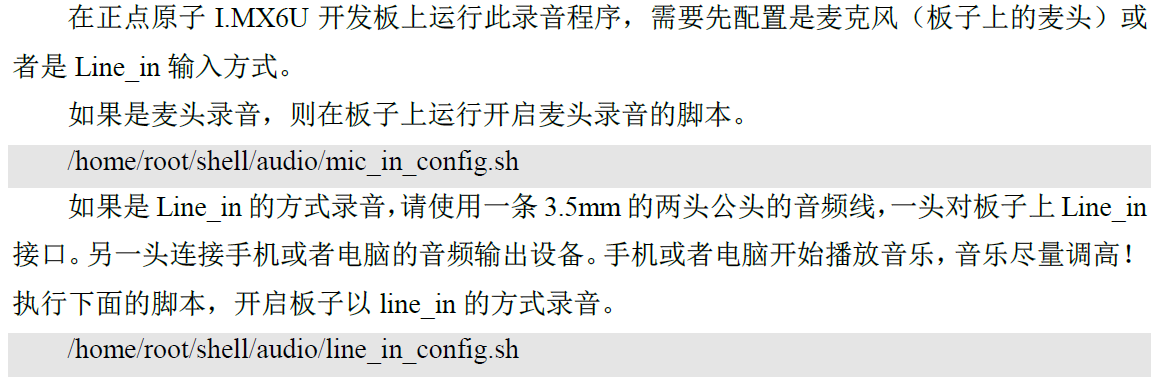 在正点原子 I.MX6U 开发板上运行此录音程序，需要先配置是麦克风（板子上的麦头）或
者是 Line_in 输入方式。
如果是麦头录音，则在板子上运行开启麦头录音的脚本。
/home/root/shell/audio/mic_in_config.sh
如果是 Line_in 的方式录音，请使用一条 3.5mm 的两头公头的音频线，一头对板子上 Line_in
接口。另一头连接手机或者电脑的音频输出设备。手机或者电脑开始播放音乐，音乐尽量调高！
执行下面的脚本，开启板子以 line_in 的方式录音。
/home/root/shell/audio/line_in_config.sh